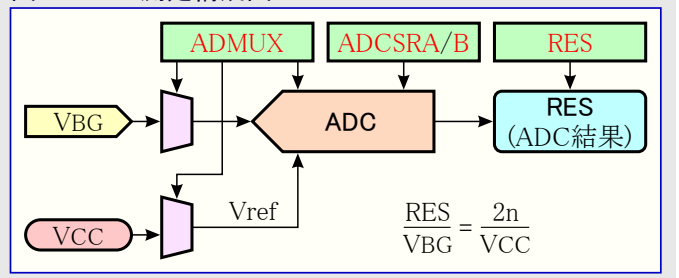 ADMUX
ADCSRA/B
RES
VBG
ADC
RES
(ADC結果)
VCC
Vref
RES/VBG = 2n/VCC